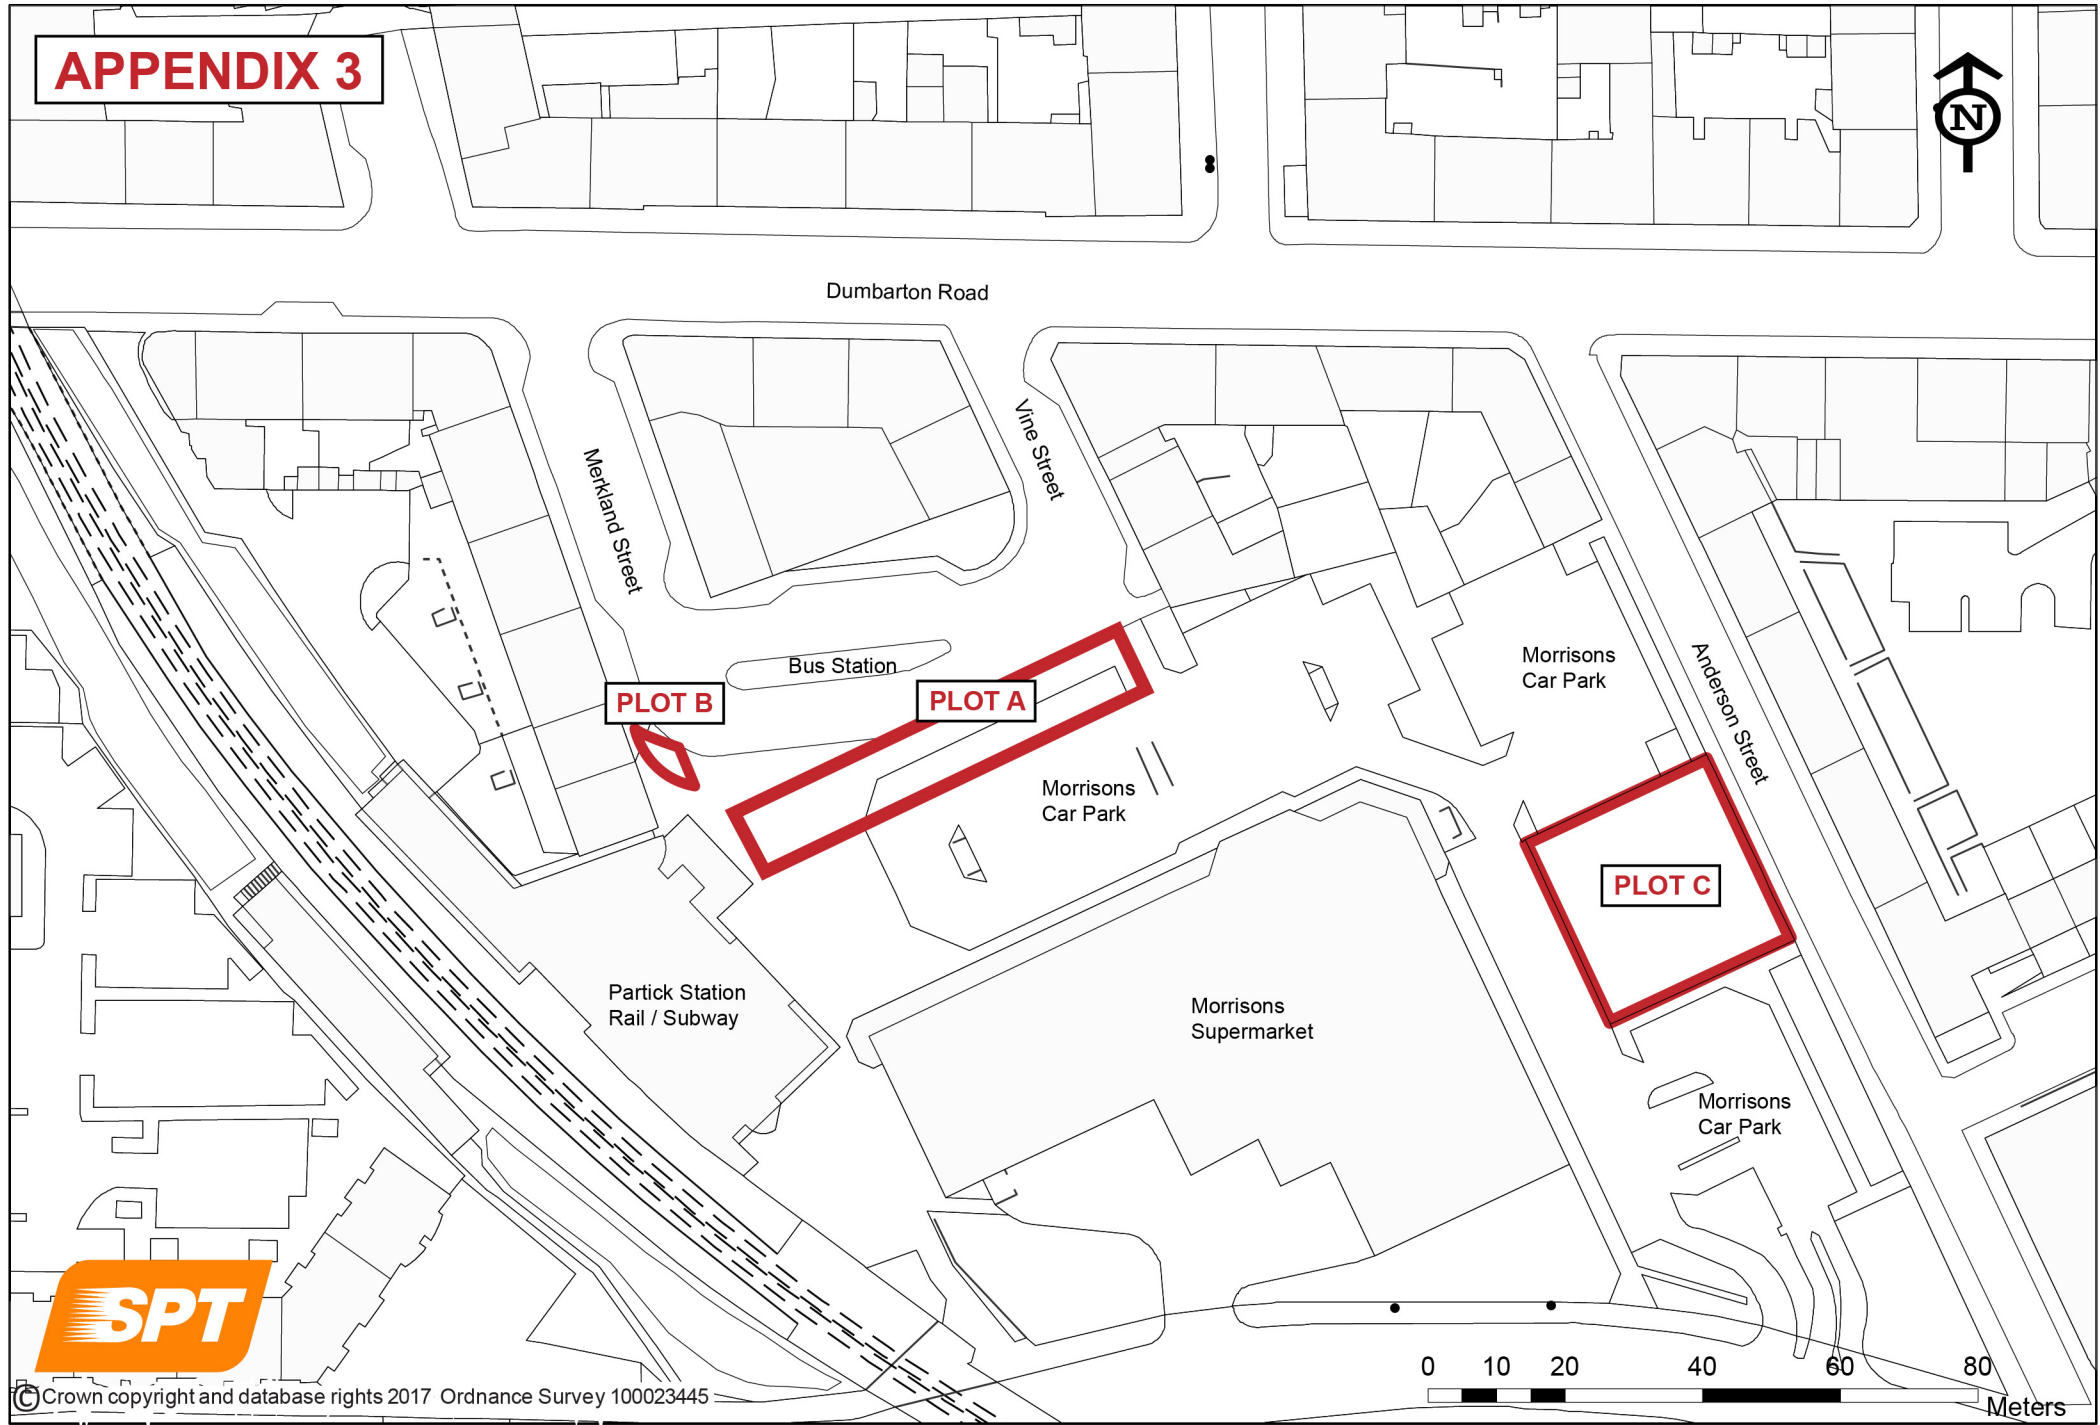 APPENDIX 3
N
Dumbarton Road
Merkland Street
Vine Street
Anderson Street
Bus Station
PLOT B
PLOT A
Morrisons
Car Park
Morrisons
Car Park
PLOT C
Partick Station
Rail / Subway
Morrisons
Supermarket
Morrisons
Car Park
SPT
0 10 20 40 60 80
Meters
© Crown copyright and database rights 2017 Ordnance Survey 100023445